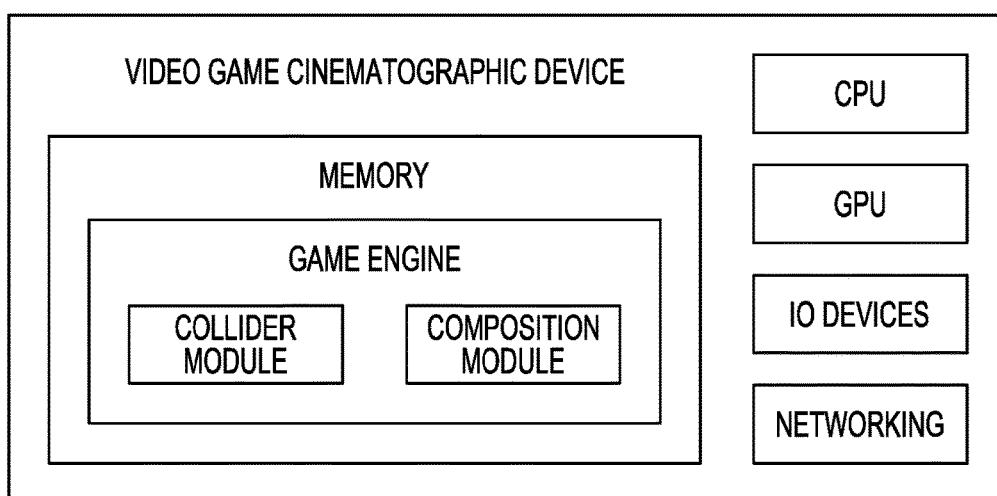 VIDEO GAME CINEMATOGRAPHIC DEVICE
MEMORY
GAME ENGINE
COLLIDER
MODULE
COMPOSITION
MODULE
CPU
GPU
IO DEVICES
NETWORKING